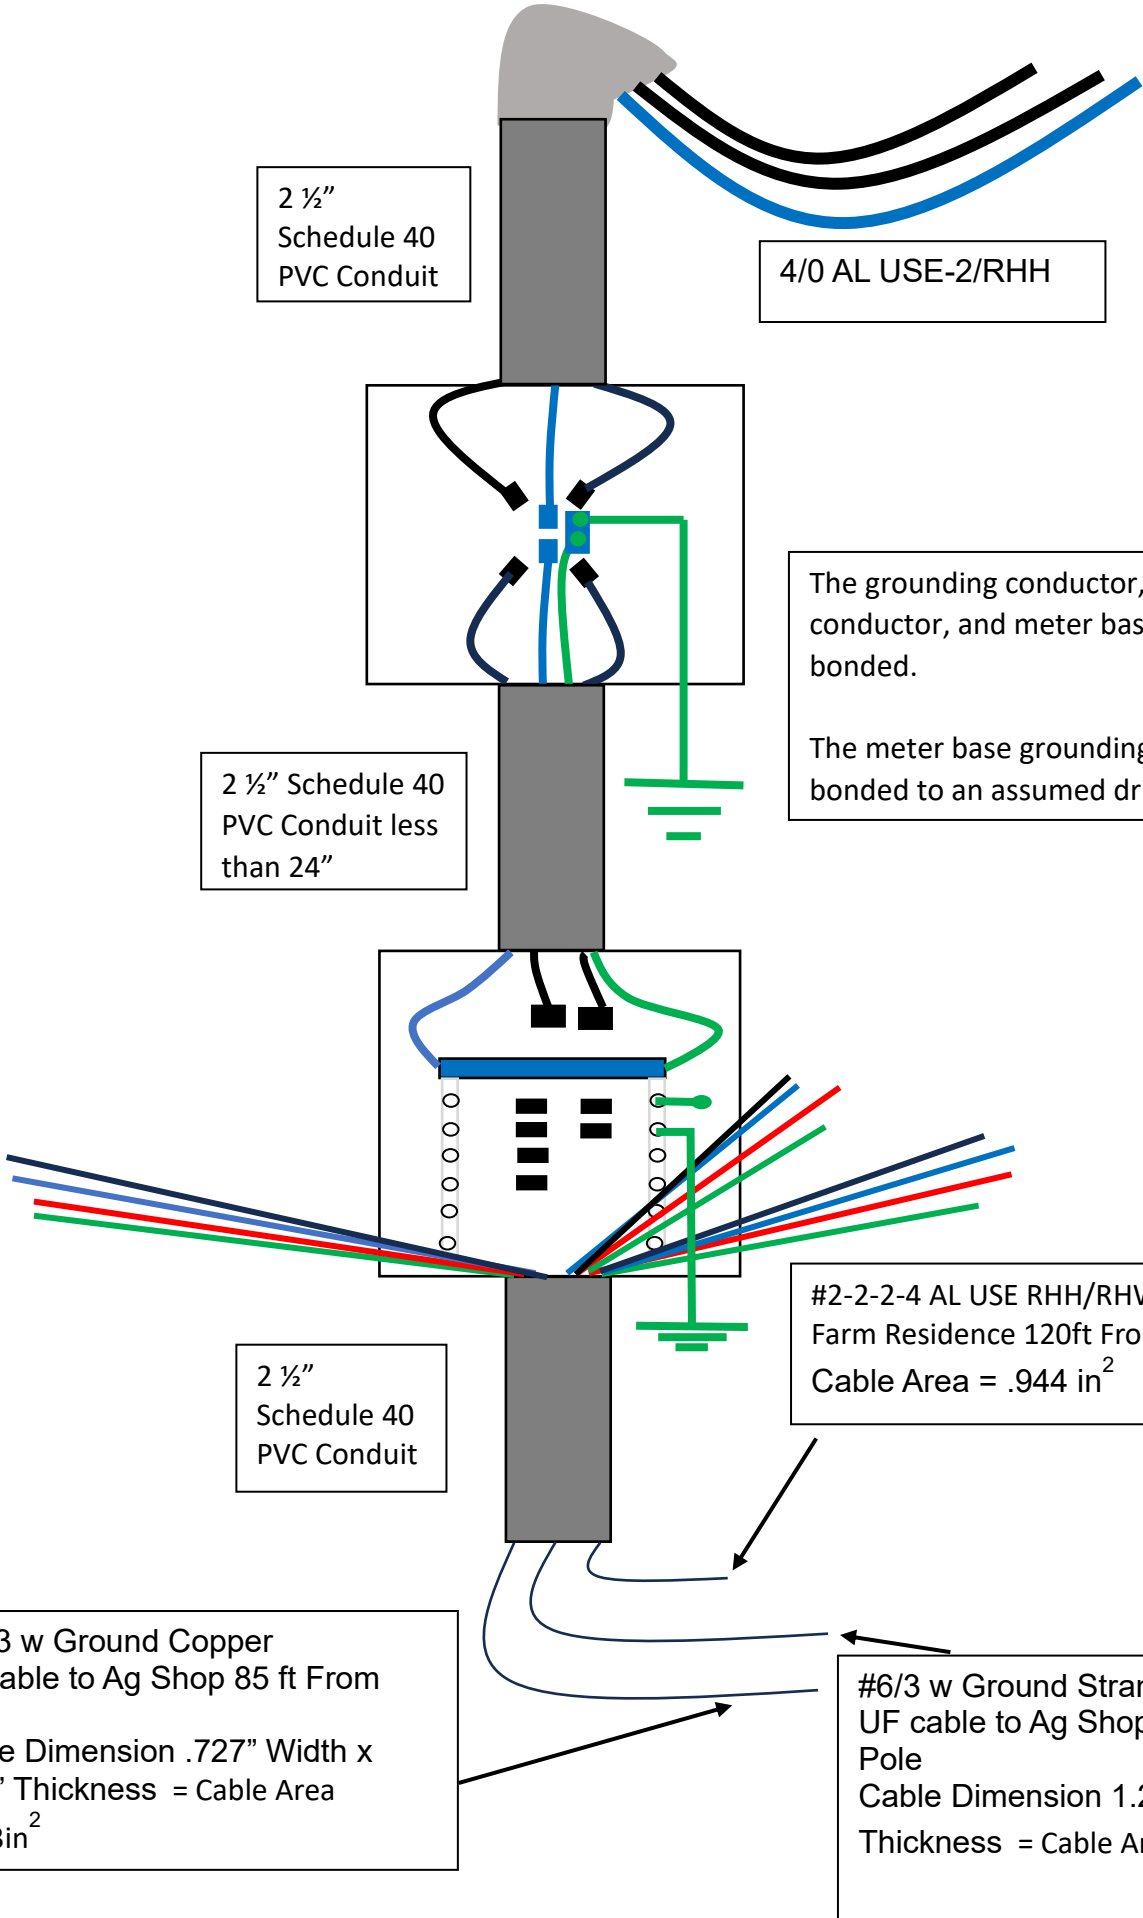 2 ½”
Schedule 40
PVC Conduit
4/0 AL USE-2/RHH
The grounding conductor,
conductor, and meter bas
bonded.
The meter base grounding
bonded to an assumed dr
2 ½” Schedule 40
PVC Conduit less
than 24”
#2-2-2-4 AL USE RHH/RHV
Farm Residence 120ft Fro
Cable Area = .944 in²
2 ½”
Schedule 40
PVC Conduit
3 w Ground Copper
able to Ag Shop 85 ft From
e Dimension .727” Width x
” Thickness = Cable Area
in²
#6/3 w Ground Stran
UF cable to Ag Shop
Pole
Cable Dimension 1.2
Thickness = Cable Ar